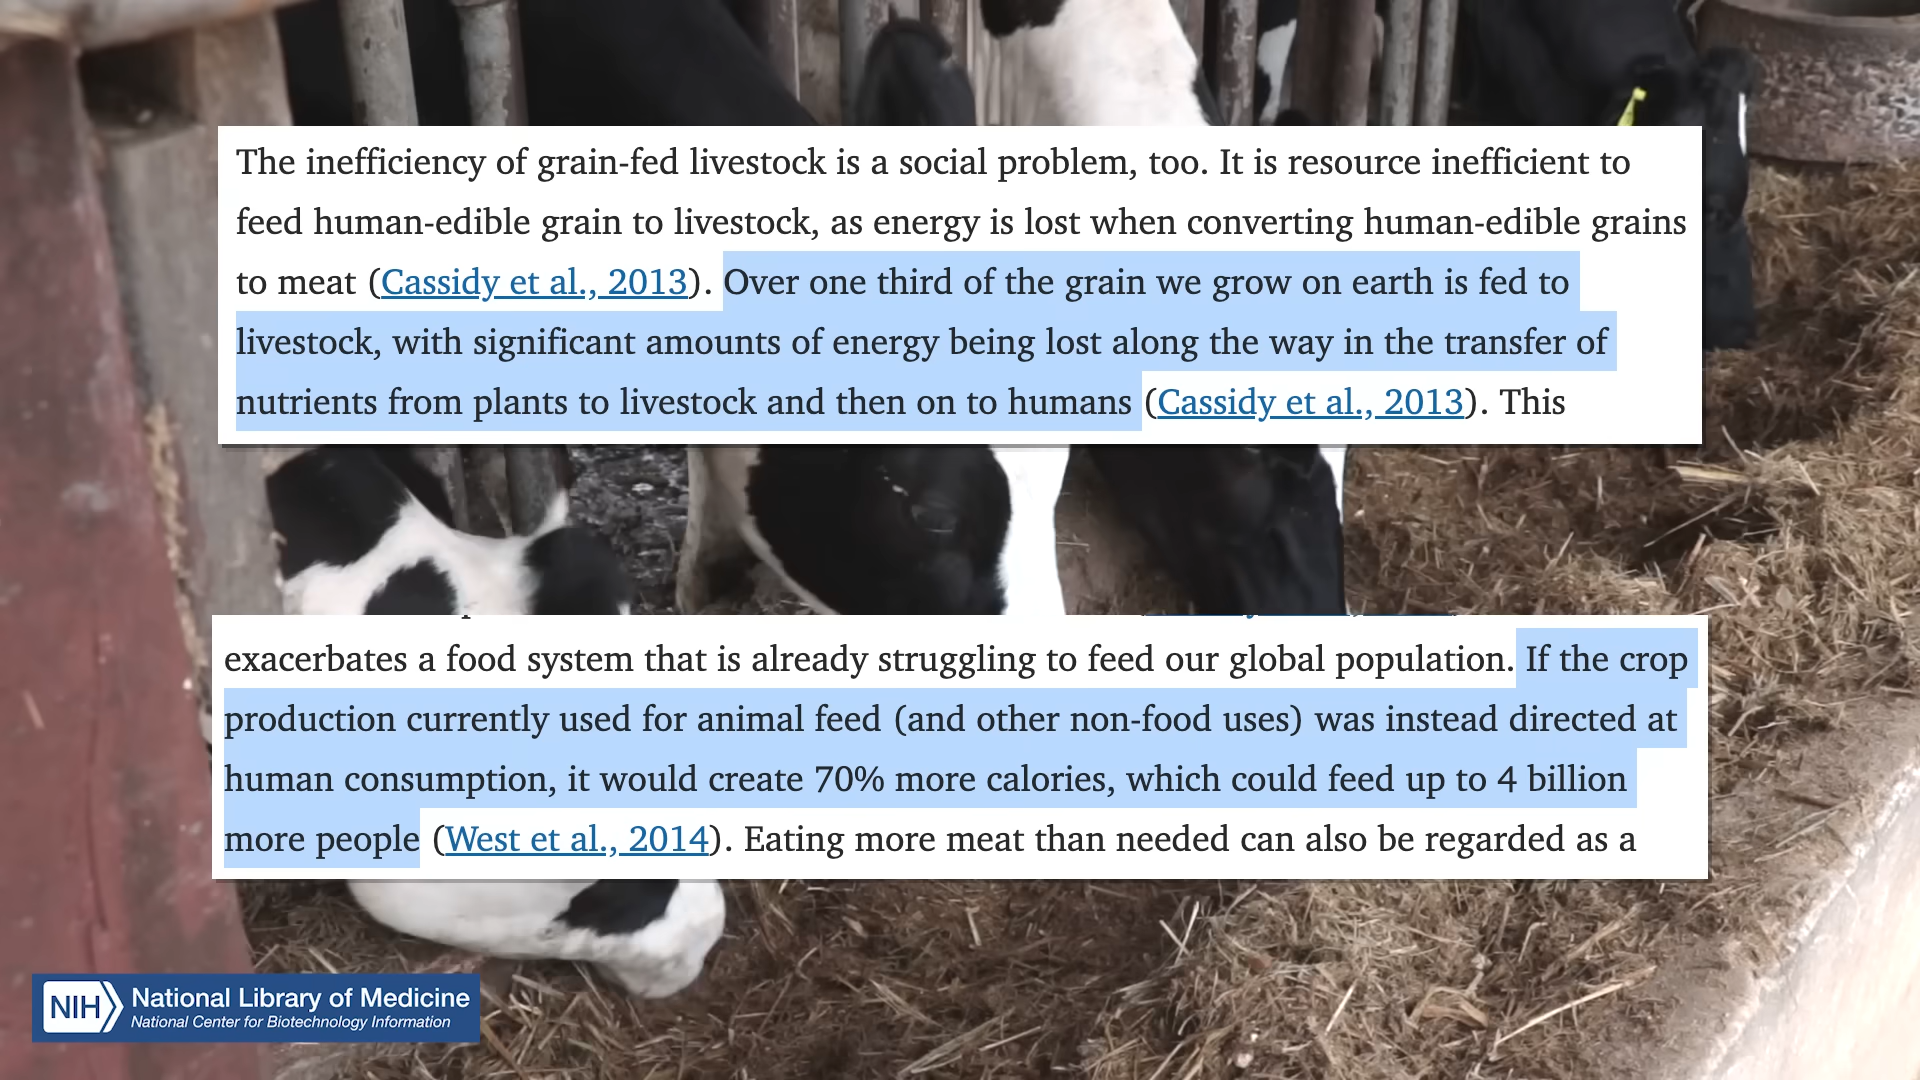 The inefficiency of grain-fed livestock is a social problem, too. It is resource inefficient to
feed human-edible grain to livestock, as energy is lost when converting human-edible grains
to meat (Cassidy et al., 2013). Over one third of the grain we grow on earth is fed to
livestock, with significant amounts of energy being lost along the way in the transfer of
nutrients from plants to livestock and then on to humans (Cassidy et al., 2013). This
exacerbates a food system that is already struggling to feed our global population. If the crop
production currently used for animal feed (and other non-food uses) was instead directed at
human consumption, it would create 70% more calories, which could feed up to 4 billion
more people (West et al., 2014). Eating more meat than needed can also be regarded as a
NIH National Library of Medicine
National Center for Biotechnology Information